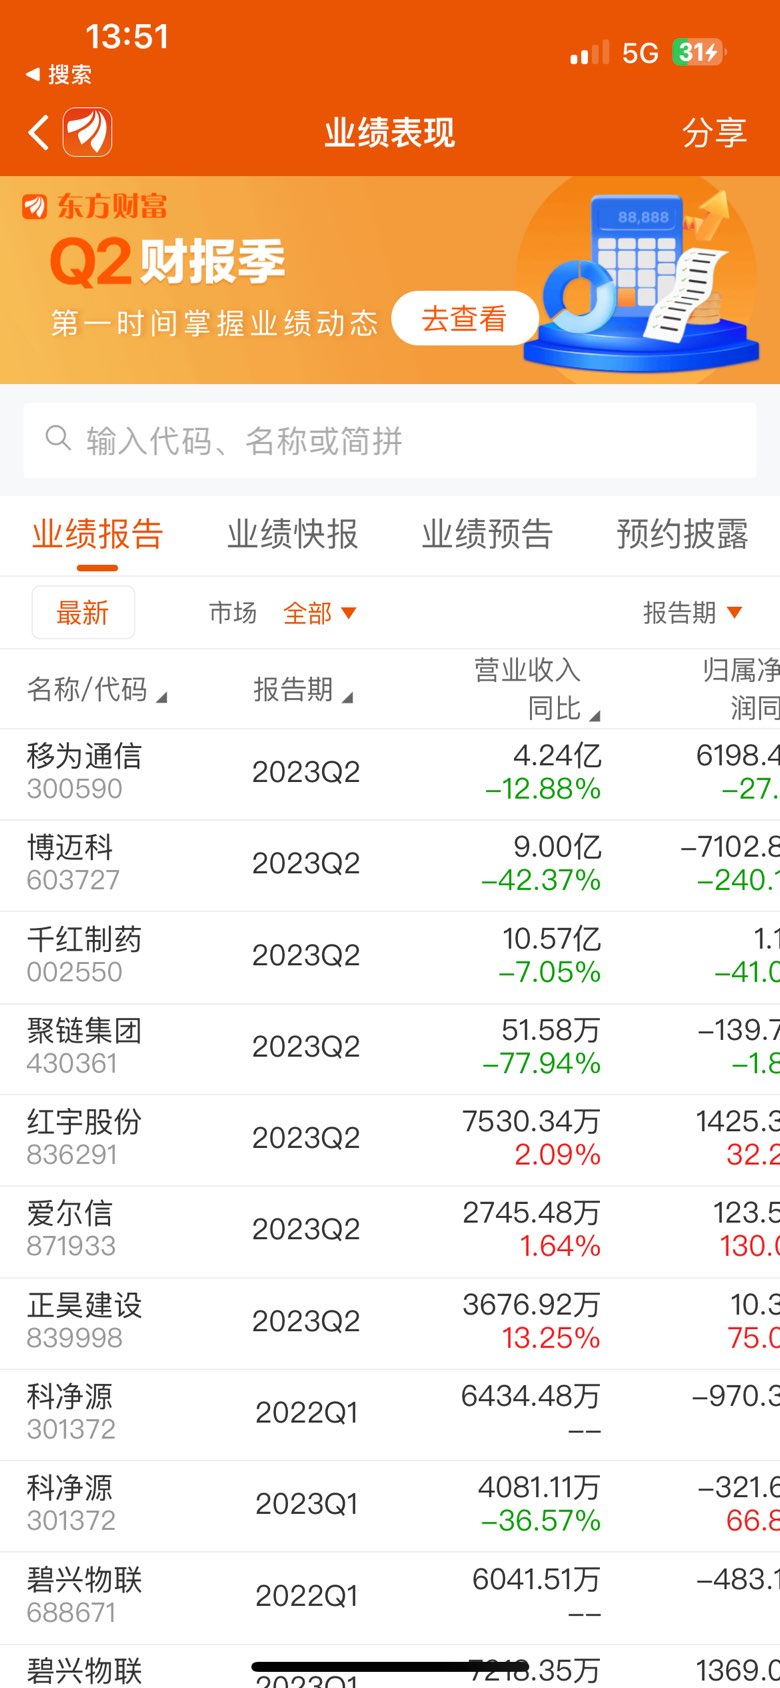 13:51
◀ 搜索
5G 31
业绩表现
分享
东方财富
88,888
Q2财报季
第一时间掌握业绩动态
去查看
输入代码、名称或简拼
业绩报告 业绩快报 业绩预告 预约披露
最新 市场 全部 ▼ 报告期 ▼
名称/代码 报告期 营业收入 归属净
同比 润同
移为通信 2023Q2 4.24亿 6198.4
300590 -12.88% -27.
博迈科 2023Q2 9.00亿 -7102.8
603727 -42.37% -240.1
千红制药 2023Q2 10.57亿 1.1
002550 -7.05% -41.0
聚链集团 2023Q2 51.58万 -139.7
430361 -77.94% -1.8
红宇股份 2023Q2 7530.34万 1425.3
836291 2.09% 32.2
爱尔信 2023Q2 2745.48万 123.5
871933 1.64% 130.0
正昊建设 2023Q2 3676.92万 10.3
839998 13.25% 75.0
科净源 2022Q1 6434.48万 -970.3
301372 --
科净源 2023Q1 4081.11万 -321.6
301372 -36.57% 66.8
碧兴物联 2022Q1 6041.51万 -483.1
688671 --
碧兴物联 2023Q1 7218.35万 1369.0